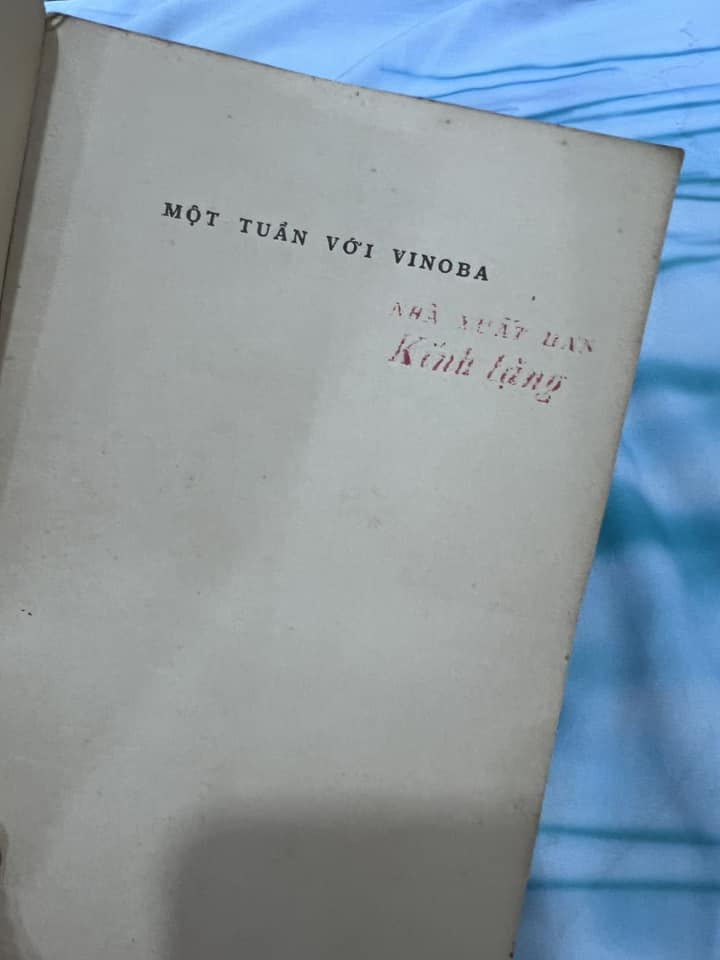 MỘT TUẦN VỚI VINOBA
NHÀ XUẤT BẢN
Kính tặng